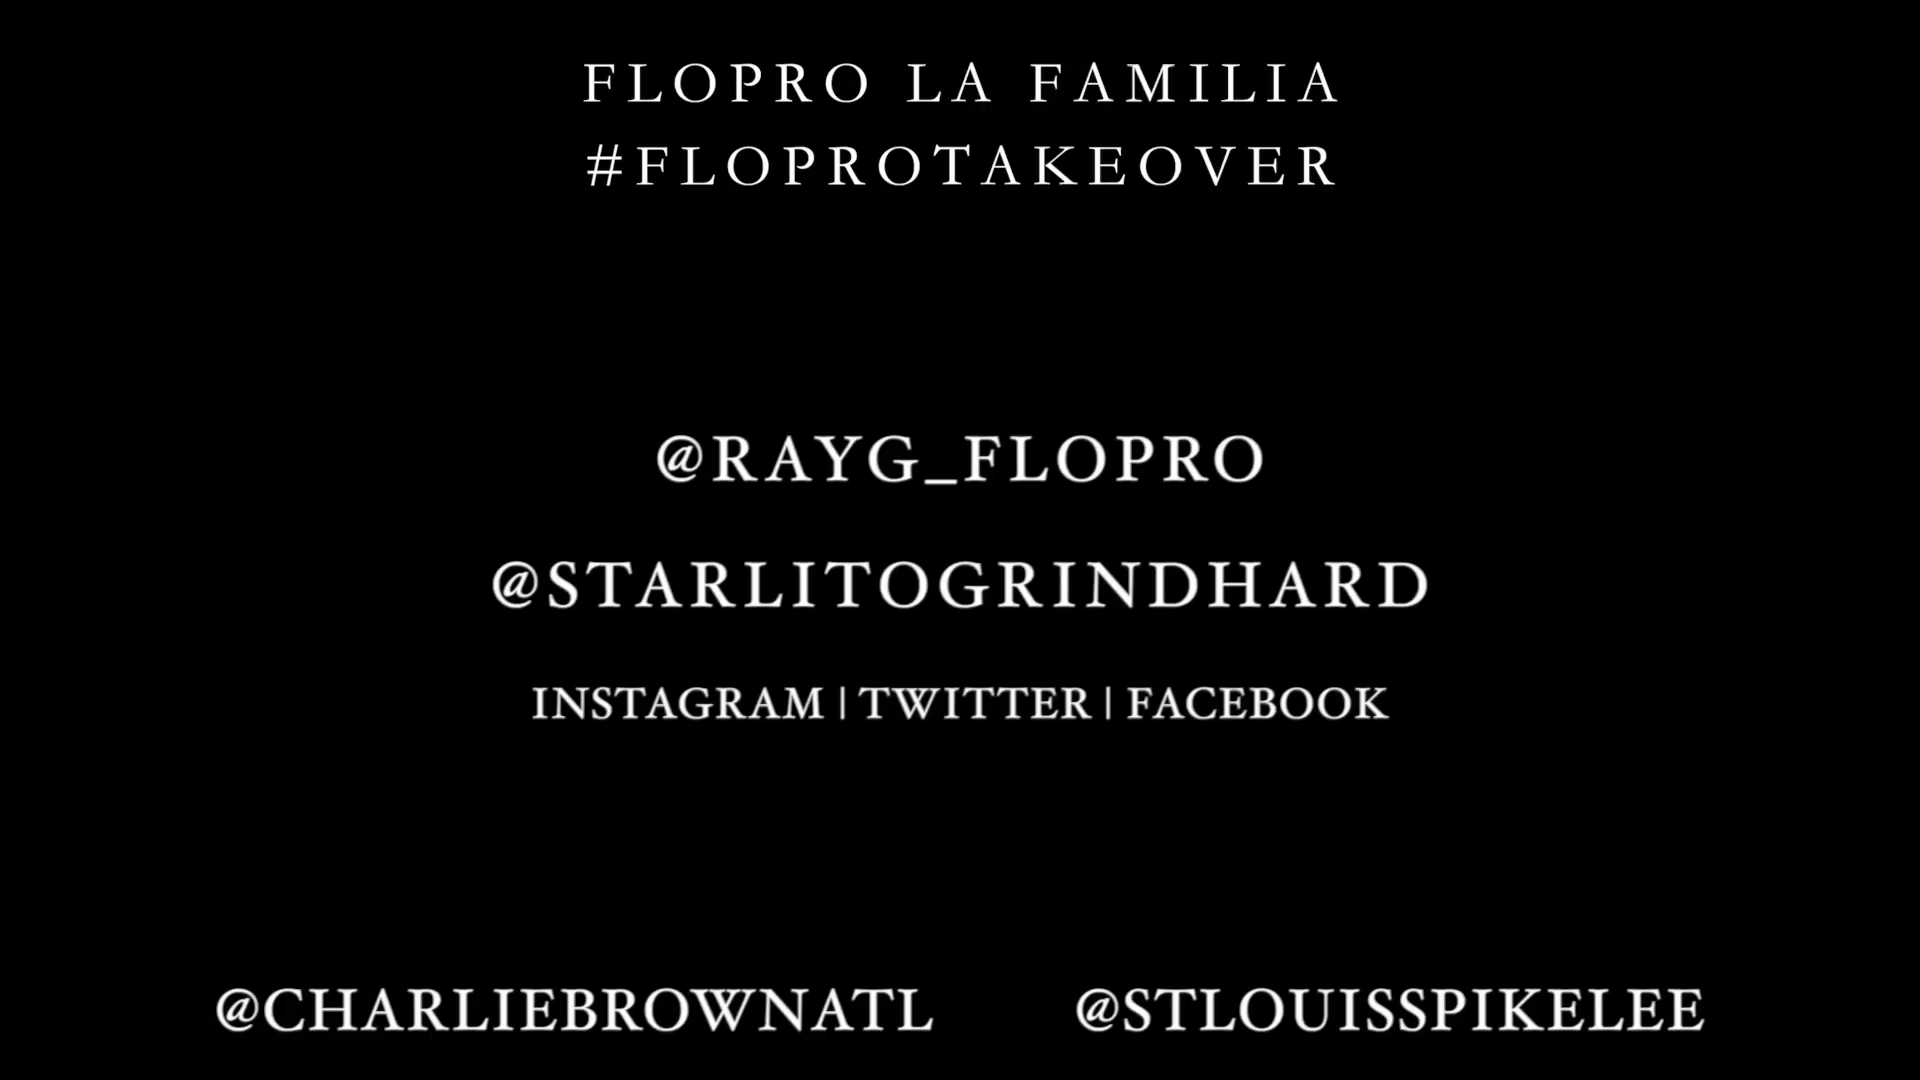 FLOPRO LA FAMILIA
#FLOPROTAKEOVER
@RAYG_FLOPRO
@STARLITOGRINDHARD
INSTAGRAM | TWITTER | FACEBOOK
@CHARLIEBROWNATL @STLOUISSPIKELEE